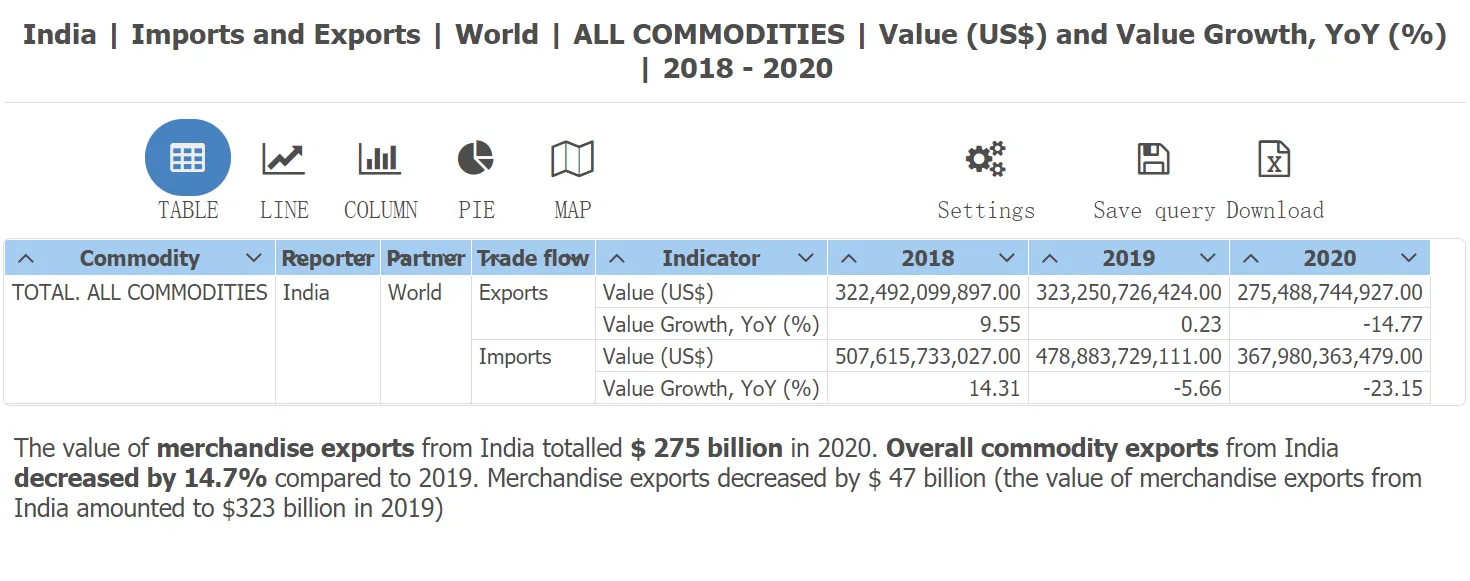 India | Imports and Exports | World | ALL COMMODITIES | Value (US$) and Value Growth, YoY (%)
| 2018 - 2020
TABLE LINE COLUMN PIE MAP Settings Save query Download
Commodity Reporter Partner Trade flow Indicator 2018 2019 2020
TOTAL. ALL COMMODITIES India World Exports Value (US$) 322,492,099,897.00 323,250,726,424.00 275,488,744,927.00
Value Growth, YoY (%) 9.55 0.23 -14.77
Imports Value (US$) 507,615,733,027.00 478,883,729,111.00 367,980,363,479.00
Value Growth, YoY (%) 14.31 -5.66 -23.15
The value of merchandise exports from India totalled $ 275 billion in 2020. Overall commodity exports from India
decreased by 14.7% compared to 2019. Merchandise exports decreased by $ 47 billion (the value of merchandise exports from
India amounted to $323 billion in 2019)